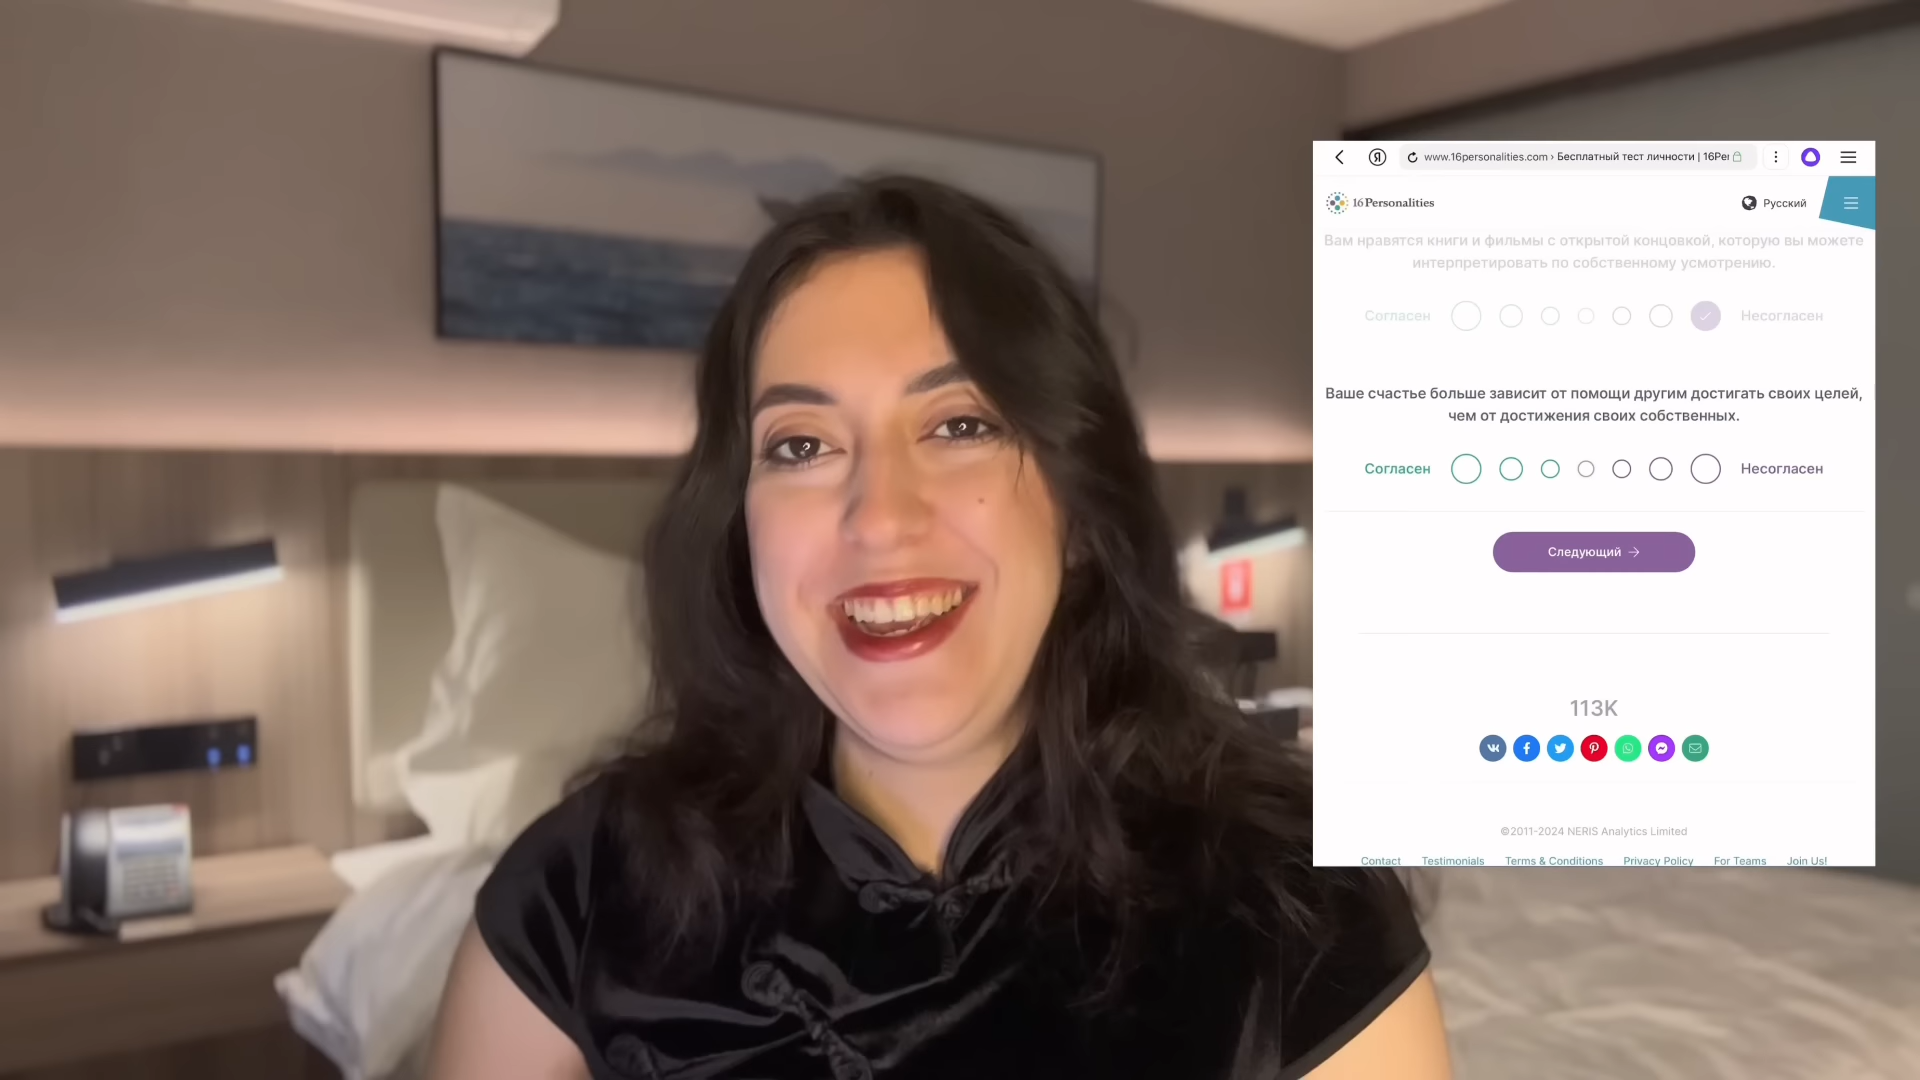 www.16personalities.com › Бесплатный тест личности | 16Per
16Personalities
Русский
Вам нравятся книги и фильмы с открытой концовкой, которую вы можете
интерпретировать по собственному усмотрению.
Согласен Несогласен
Ваше счастье больше зависит от помощи другим достигать своих целей,
чем от достижения своих собственных.
Согласен Несогласен
Следующий →
113K
©2011-2024 NERIS Analytics Limited
Contact Testimonials Terms & Conditions Privacy Policy For Teams Join Us!